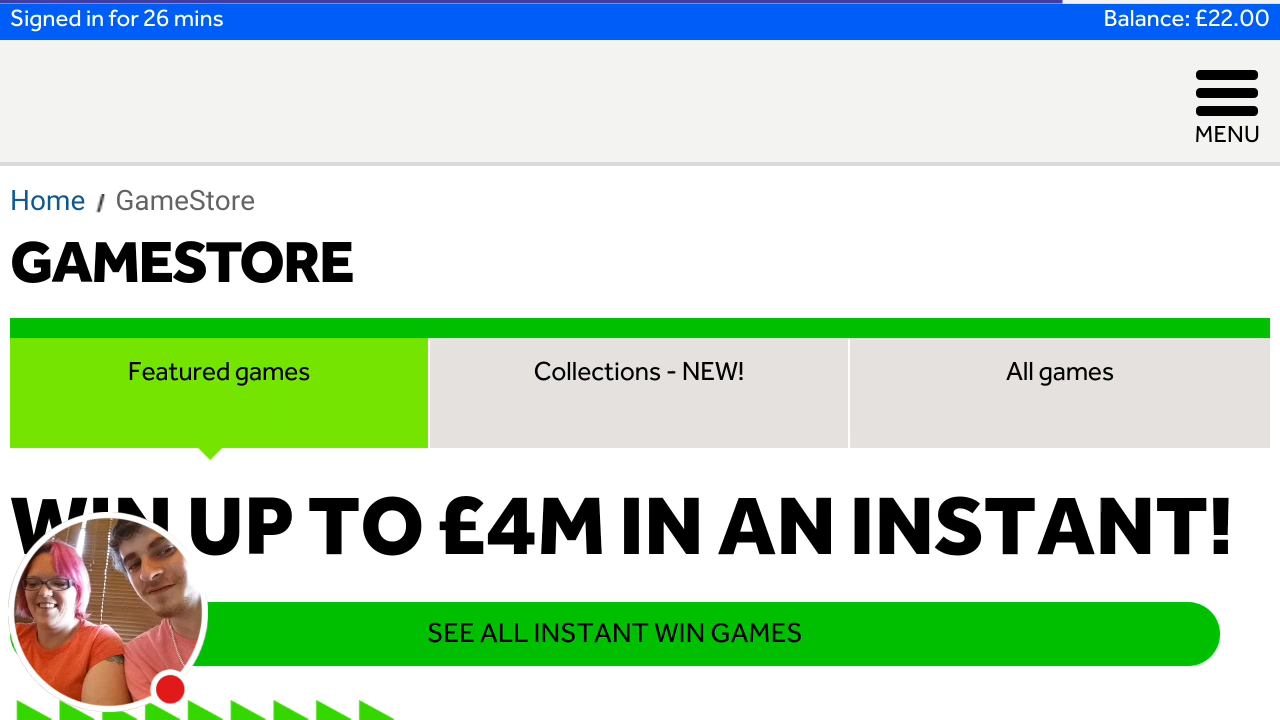 Signed in for 26 mins
Balance: £22.00
MENU
Home / GameStore
GAMESTORE
Featured games
Collections - NEW!
All games
WIN UP TO £4M IN AN INSTANT!
SEE ALL INSTANT WIN GAMES